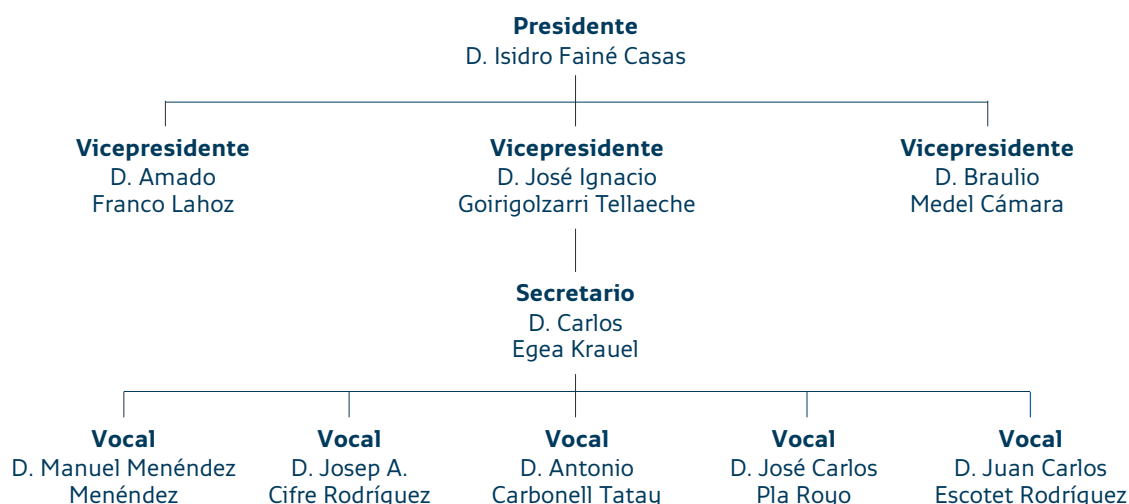 Presidente
D. Isidro Fainé Casas
Vicepresidente
D. Amado
Franco Lahoz
Vicepresidente
D. José Ignacio
Goirigolzarri Tellaeche
Vicepresidente
D. Braulio
Medel Cámara
Secretario
D. Carlos
Egea Krauel
Vocal
D. Manuel Menéndez
Menéndez
Vocal
D. Josep A.
Cifre Rodríguez
Vocal
D. Antonio
Carbonell Tatay
Vocal
D. José Carlos
Pla Royo
Vocal
D. Juan Carlos
Escotet Rodríguez